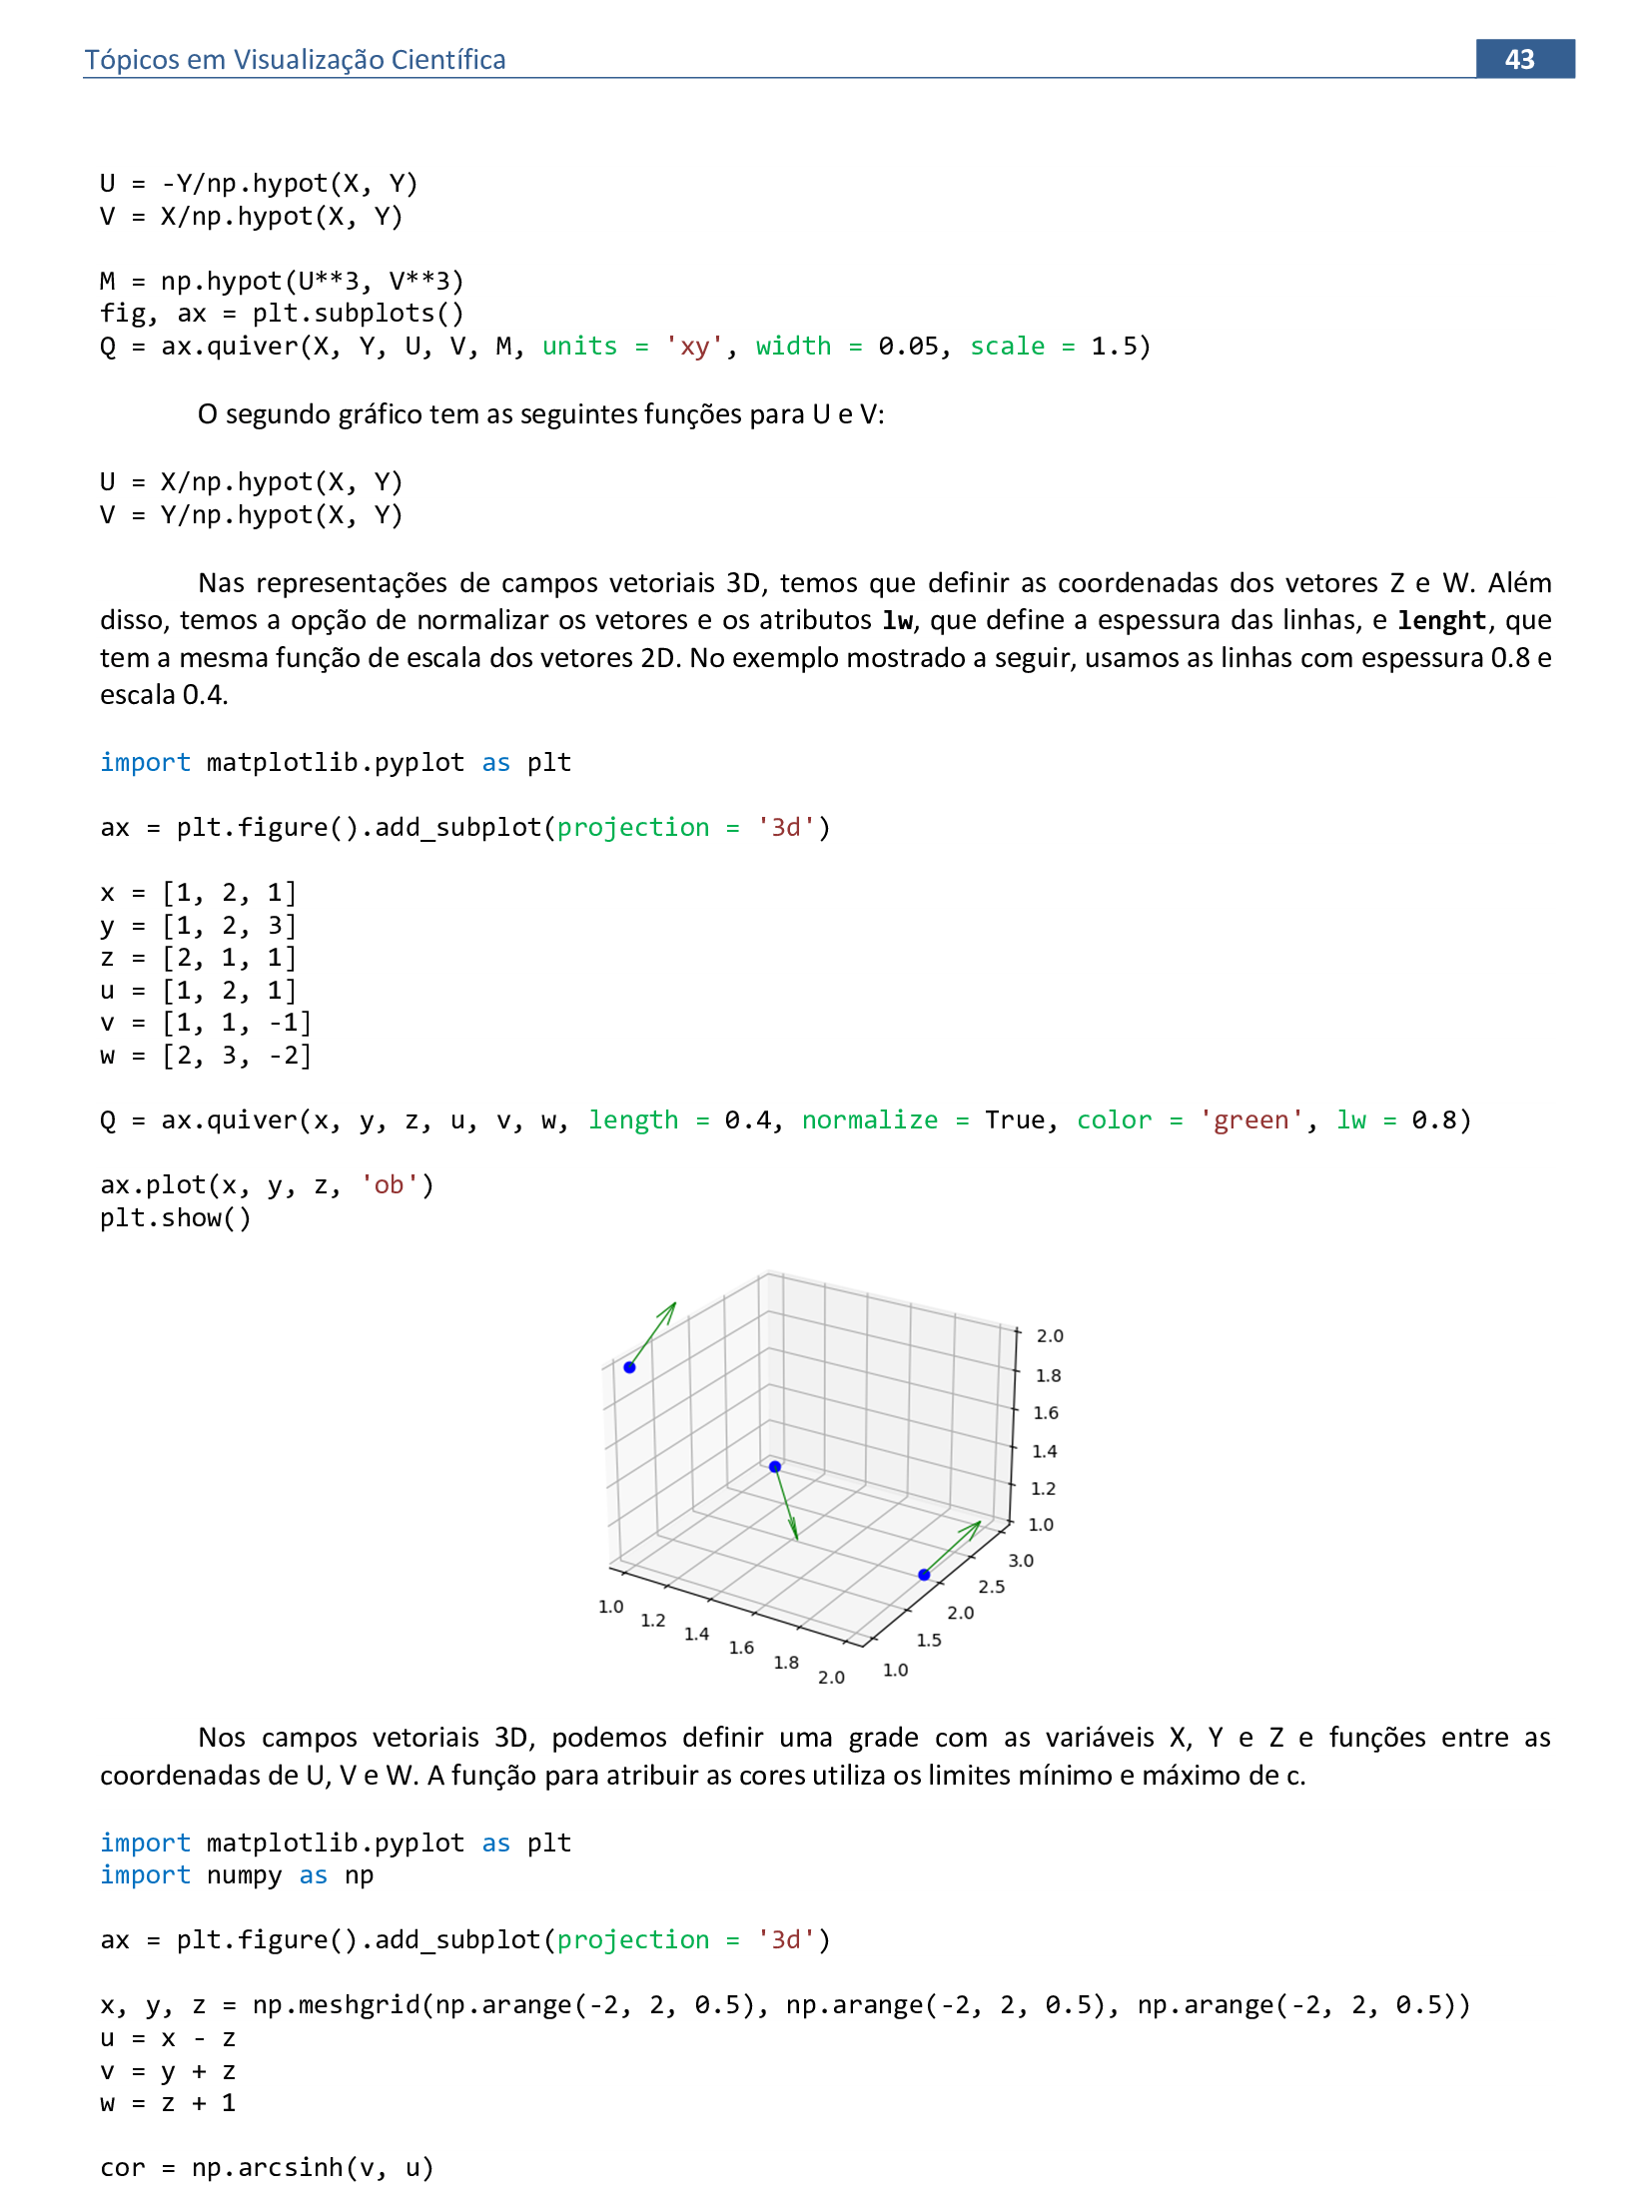 Tópicos em Visualização Científica 43
U = -Y/np.hypot(X, Y)
V = X/np.hypot(X, Y)
M = np.hypot(U**3, V**3)
fig, ax = plt.subplots()
Q = ax.quiver(X, Y, U, V, M, units = 'xy', width = 0.05, scale = 1.5)
O segundo gráfico tem as seguintes funções para U e V:
U = X/np.hypot(X, Y)
V = Y/np.hypot(X, Y)
Nas representações de campos vetoriais 3D, temos que definir as coordenadas dos vetores Z e W. Além
disso, temos a opção de normalizar os vetores e os atributos lw, que define a espessura das linhas, e lenght, que
tem a mesma função de escala dos vetores 2D. No exemplo mostrado a seguir, usamos as linhas com espessura 0.8 e
escala 0.4.
import matplotlib.pyplot as plt
ax = plt.figure().add_subplot(projection = '3d')
x = [1, 2, 1]
y = [1, 2, 3]
z = [2, 1, 1]
u = [1, 2, 1]
v = [1, 1, -1]
w = [2, 3, -2]
Q = ax.quiver(x, y, z, u, v, w, length = 0.4, normalize = True, color = 'green', lw = 0.8)
ax.plot(x, y, z, 'ob')
plt.show()
2.0
1.8
1.6
1.4
1.2
1.0
3.0
2.5
2.0
1.5
1.0
1.0
1.2
1.4
1.6
1.8
2.0
Nos campos vetoriais 3D, podemos definir uma grade com as variáveis X, Y e Z e funções entre as
coordenadas de U, V e W. A função para atribuir as cores utiliza os limites mínimo e máximo de c.
import matplotlib.pyplot as plt
import numpy as np
ax = plt.figure().add_subplot(projection = '3d')
x, y, z = np.meshgrid(np.arange(-2, 2, 0.5), np.arange(-2, 2, 0.5), np.arange(-2, 2, 0.5))
u = x - z
v = y + z
w = z + 1
cor = np.arcsinh(v, u)